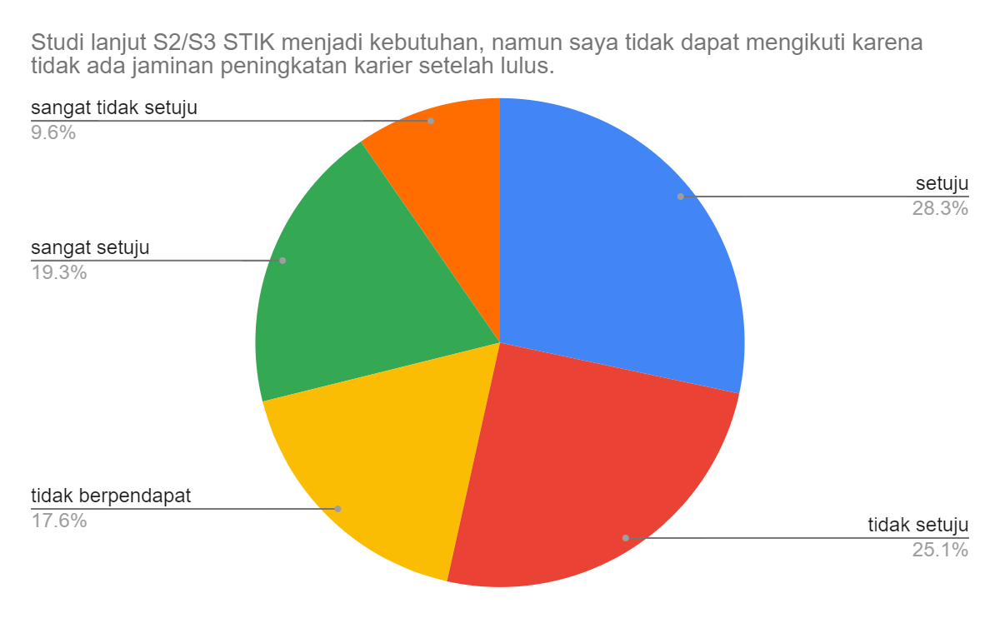 Studi lanjut S2/S3 STIK menjadi kebutuhan, namun saya tidak dapat mengikuti karena
tidak ada jaminan peningkatan karier setelah lulus.
sangat tidak setuju
9.6%
setuju
28.3%
sangat setuju
19.3%
tidak berpendapat
17.6%
tidak setuju
25.1%